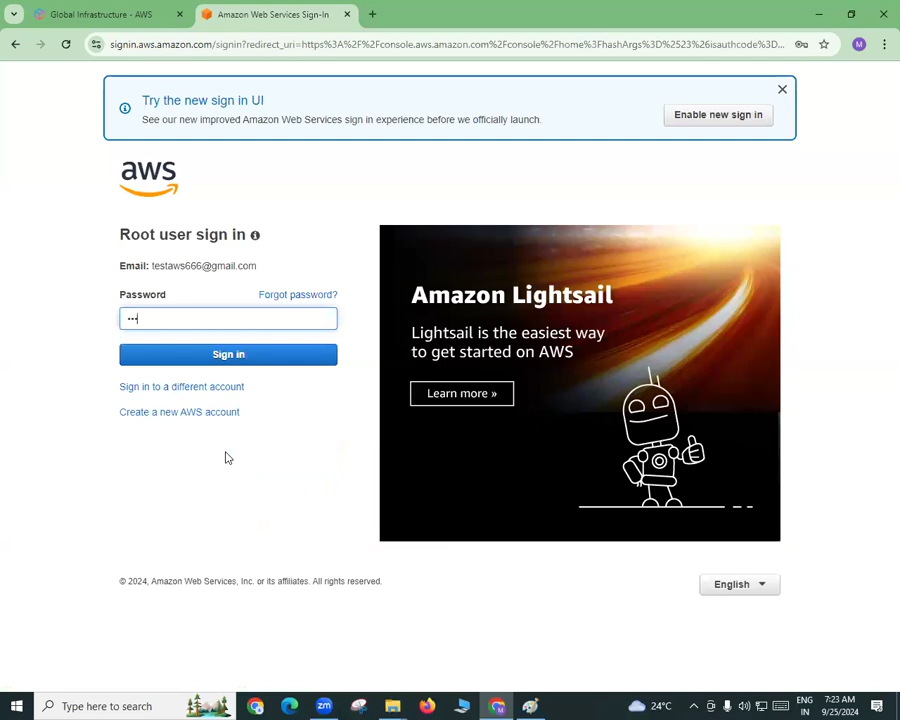 Global Infrastructure - AWS
Amazon Web Services Sign-In
signin.aws.amazon.com/signin?redirect_uri=https%3A%2F%2Fconsole.aws.amazon.com%2Fconsole%2Fhome%3FhashArgs%3D%2523%26isauthcode%3D...
M
Try the new sign in UI
See our new improved Amazon Web Services sign in experience before we officially launch.
Enable new sign in
aws
Root user sign in
Email: testaws666@gmail.com
Password
Forgot password?
Sign in
Sign in to a different account
Create a new AWS account
Amazon Lightsail
Lightsail is the easiest way
to get started on AWS
Learn more »
© 2024, Amazon Web Services, Inc. or its affiliates. All rights reserved.
English
Type here to search
24°C
ENG
IN
7:23 AM
9/25/2024